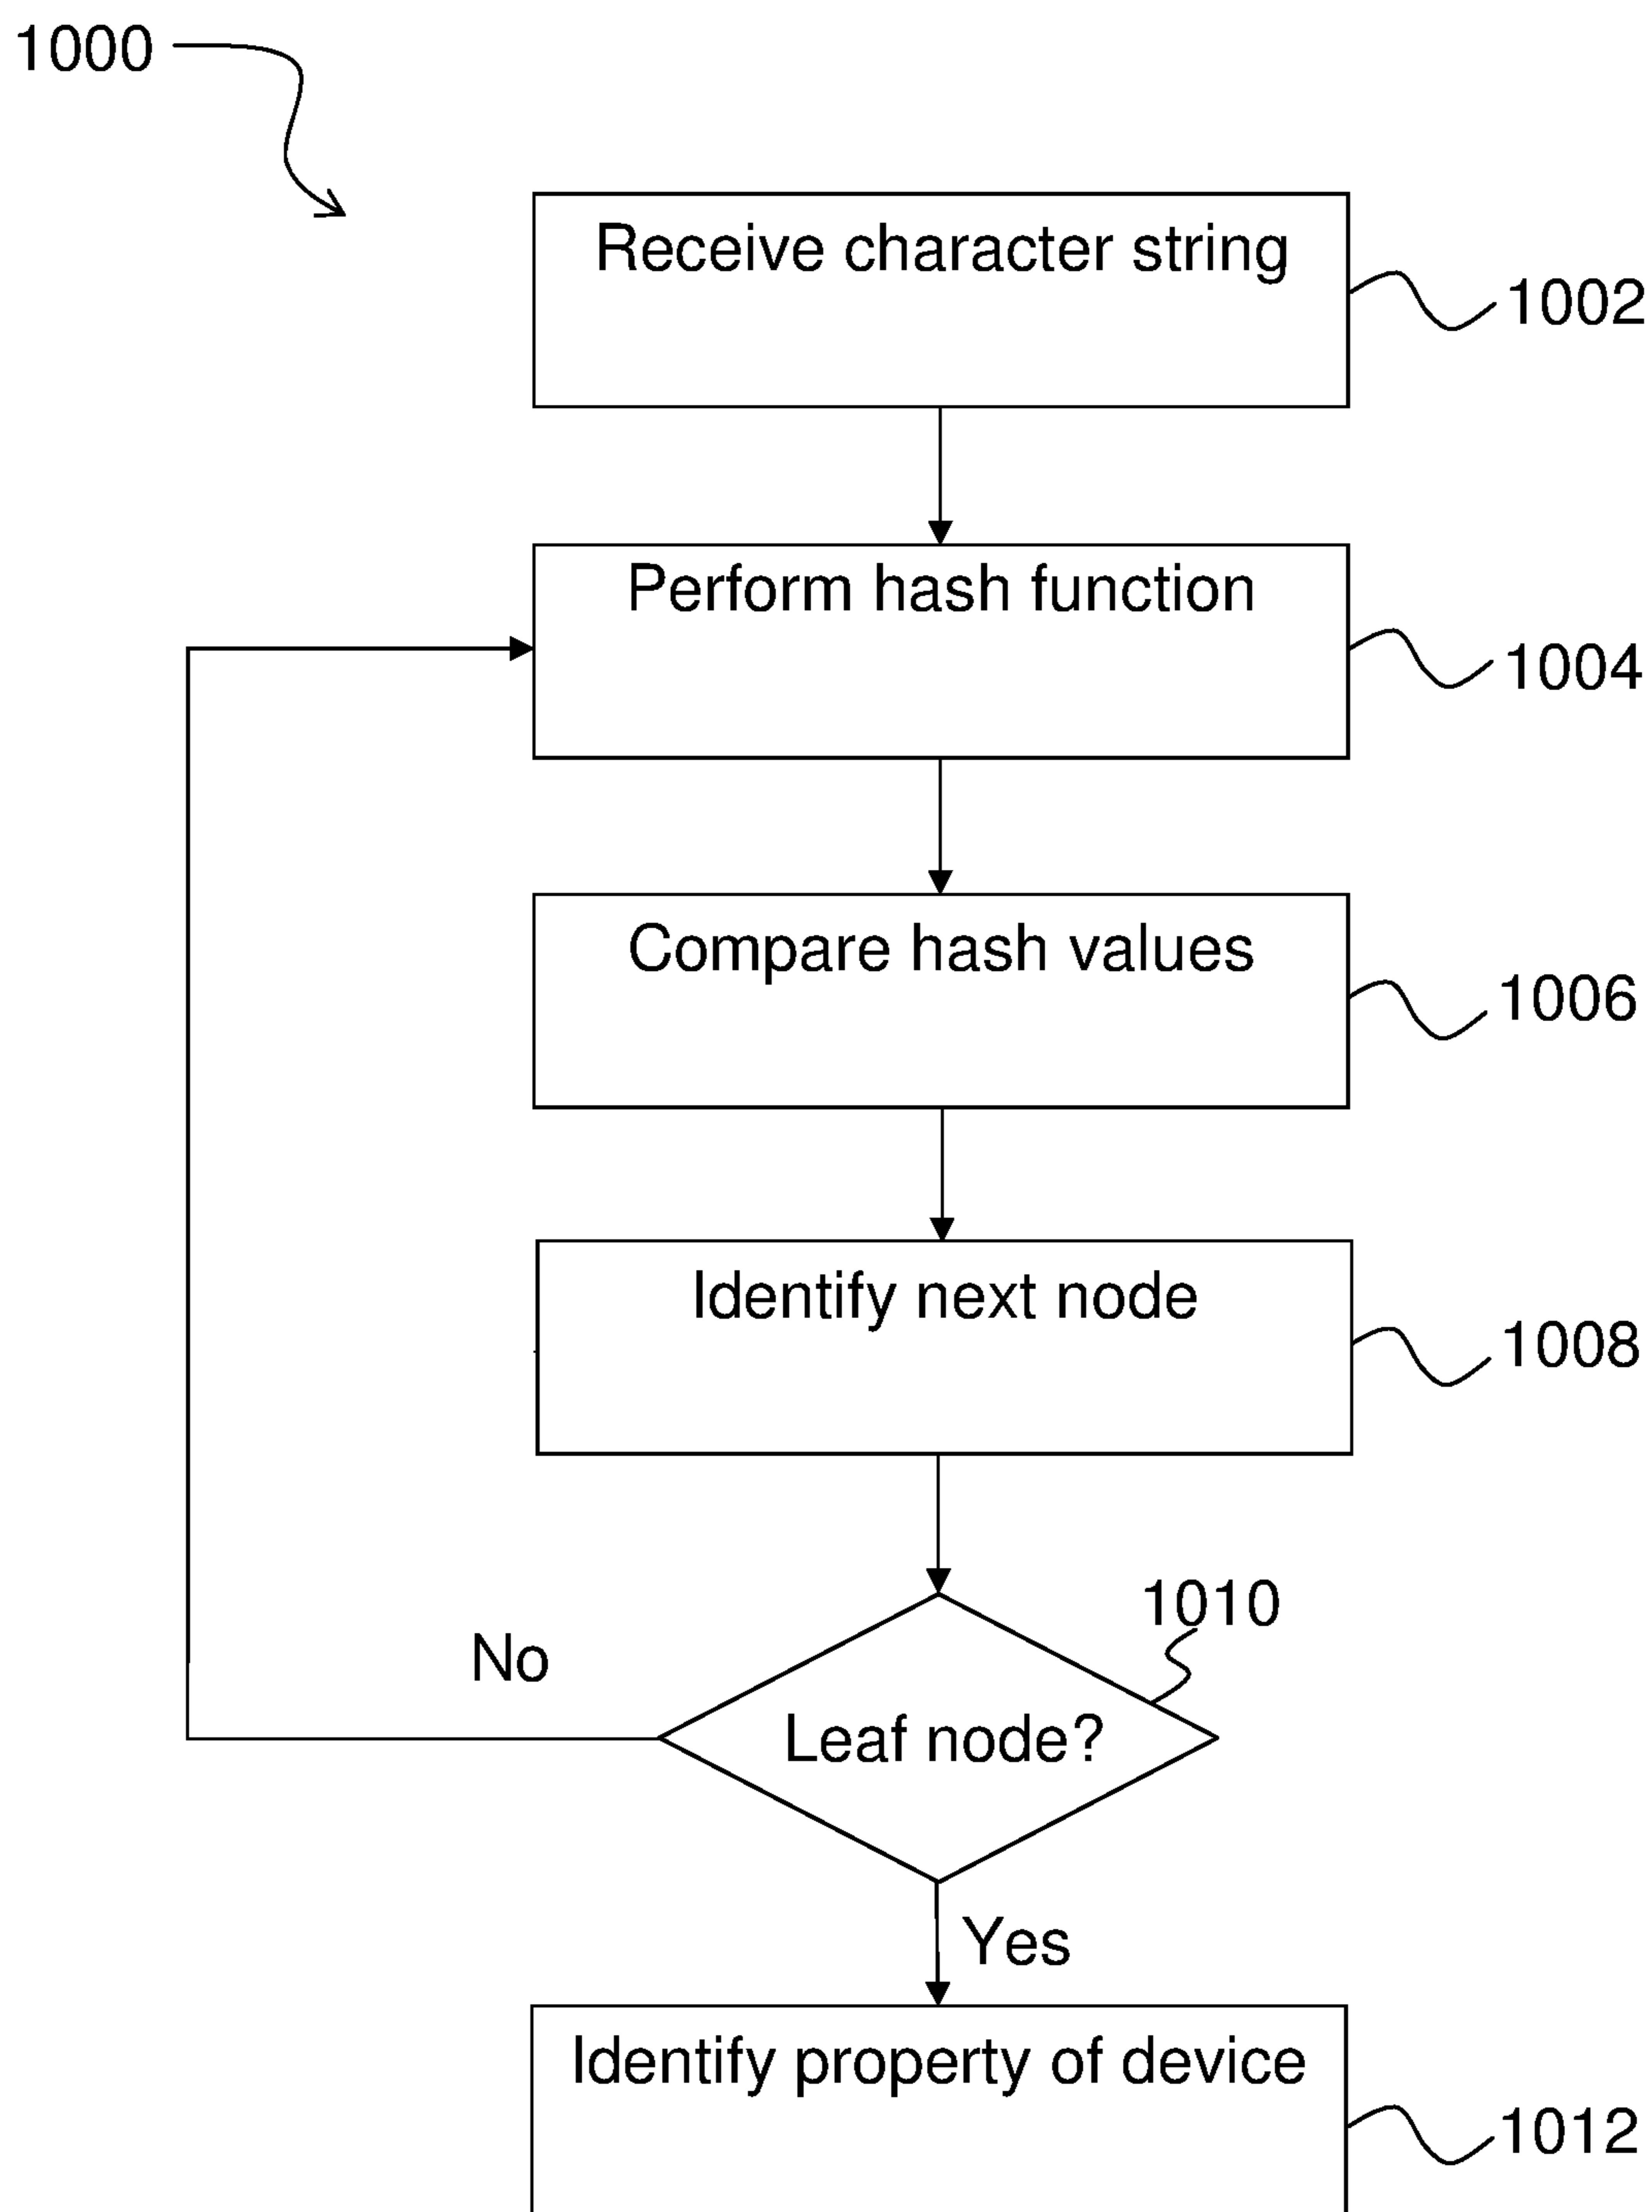 1000
Receive character string
1002
Perform hash function
1004
Compare hash values
1006
Identify next node
1008
1010
No
Leaf node?
Yes
Identify property of device
1012